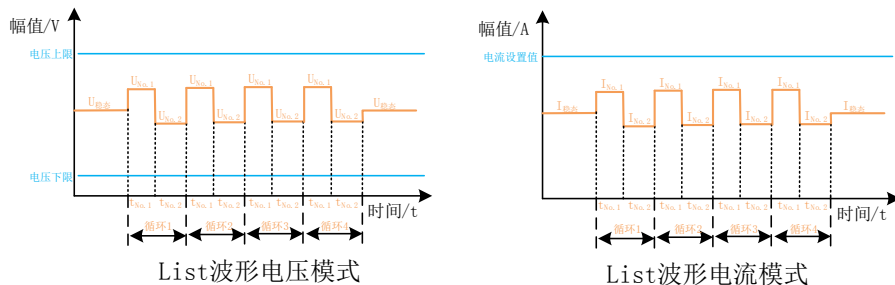 幅值/V
电压上限
U稳态 UNo.1 UNo.2 UNo.1 UNo.2 UNo.1 UNo.2 UNo.1 UNo.2 U稳态
电压下限
tNo.1 tNo.2 tNo.1 tNo.2 tNo.1 tNo.2 tNo.1 tNo.2
时间/t
循环1 循环2 循环3 循环4
List波形电压模式
幅值/A
电流设置值
I稳态 INo.1 INo.2 INo.1 INo.2 INo.1 INo.2 INo.1 INo.2 I稳态
tNo.1 tNo.2 tNo.1 tNo.2 tNo.1 tNo.2 tNo.1 tNo.2
时间/t
循环1 循环2 循环3 循环4
List波形电流模式